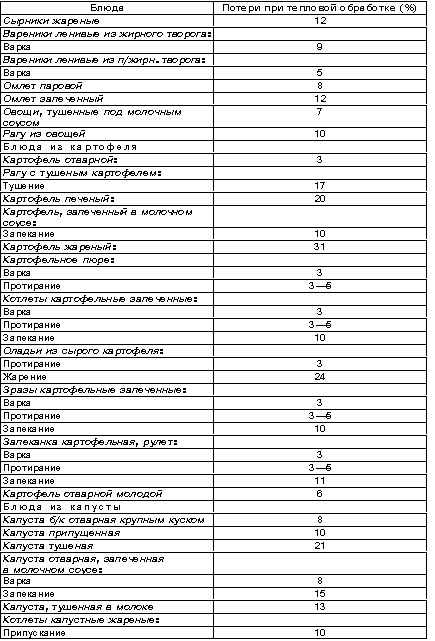 Блюда Потери при тепловой обработке (%)
Сырники жареные 12
Вареники ленивые из жирного творога:
Варка 9
Вареники ленивые из п/жирн. творога:
Варка 5
Омлет паровой 8
Омлет запеченный 12
Овощи, тушенные под молочным 7
соусом
Рагу из овощей 10
Блюда из картофеля
Картофель отварной: 3
Рагу с тушеным картофелем:
Тушение 17
Картофель печеный: 20
Картофель, запеченный в молочном
соусе:
Запекание 10
Картофель жареный: 31
Картофельное пюре:
Варка 3
Протирание 3—5
Котлеты картофельные запеченные:
Варка 3
Протирание 3—5
Запекание 10
Оладьи из сырого картофеля:
Протирание 3
Жарение 24
Зразы картофельные запеченные:
Варка 3
Протирание 3—5
Запекание 10
Запеканка картофельная, рулет:
Варка 3
Протирание 3—5
Запекание 11
Картофель отварной молодой 6
Блюда из капусты
Капуста б/к отварная крупным куском 8
Капуста припущенная 10
Капуста тушеная 21
Капуста отварная, запеченная
в молочном соусе:
Варка 8
Запекание 15
Капуста, тушенная в молоке 13
Котлеты капустные жареные:
Припускание 10